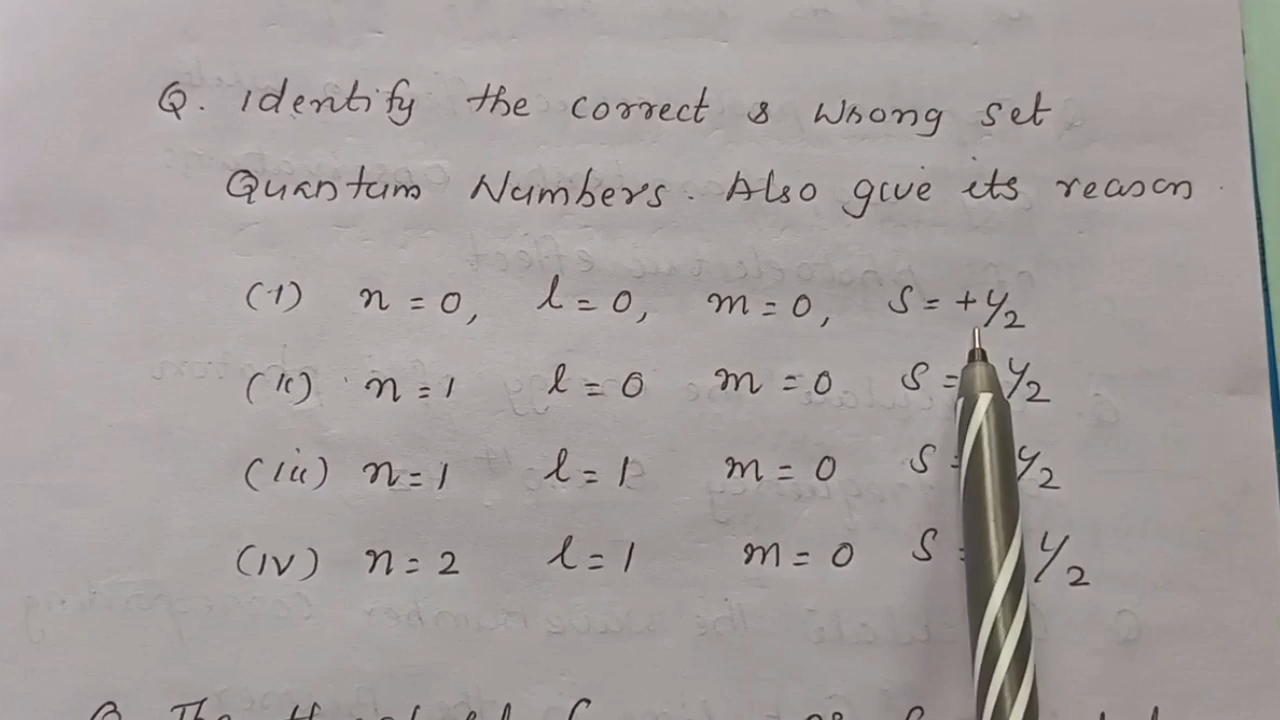 Q. Identify the correct & wrong set
Quantum Numbers. Also give its reason.
(i) n = 0, l = 0, m = 0, S = +1/2
(ii) n = 1 l = 0 m = 0 S = 1/2
(iii) n = 1 l = 1 m = 0 S = 1/2
(iv) n = 2 l = 1 m = 0 S = 1/2
Q. The